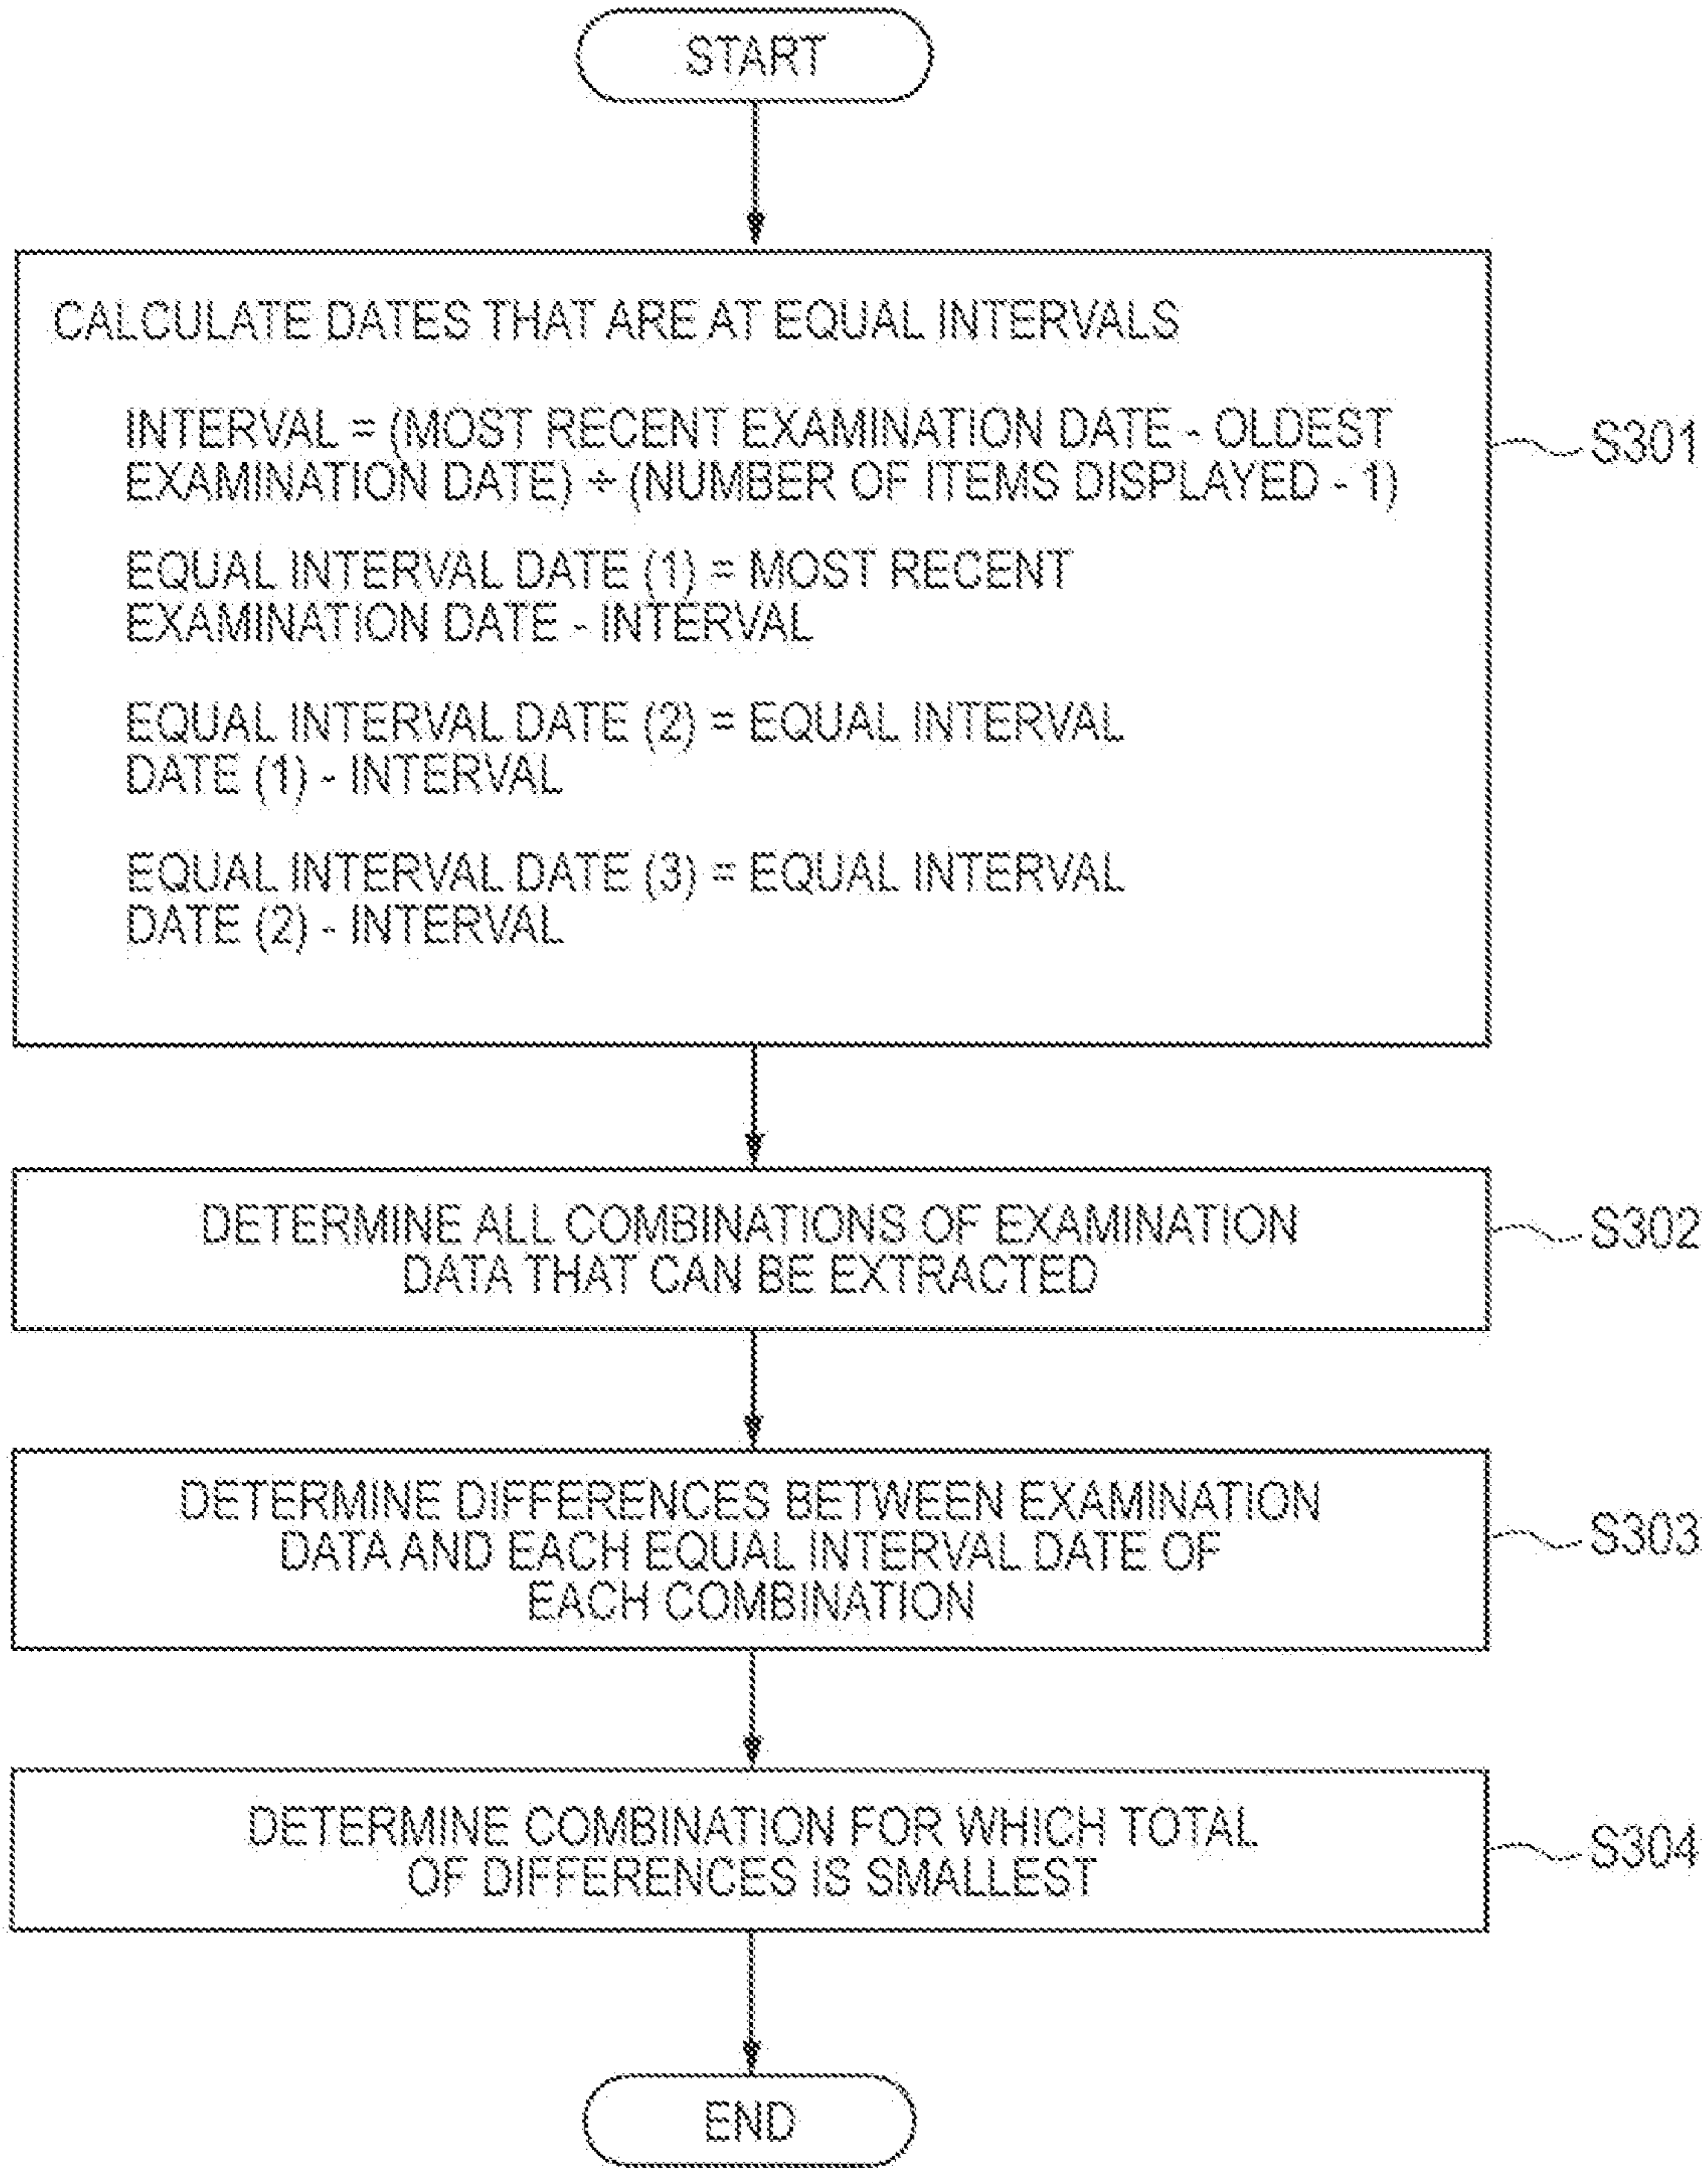 START
CALCULATE DATES THAT ARE AT EQUAL INTERVALS
INTERVAL = (MOST RECENT EXAMINATION DATE - OLDEST
EXAMINATION DATE) ÷ (NUMBER OF ITEMS DISPLAYED - 1)
S301
EQUAL INTERVAL DATE (1) = MOST RECENT
EXAMINATION DATE - INTERVAL
EQUAL INTERVAL DATE (2) = EQUAL INTERVAL
DATE (1) - INTERVAL
EQUAL INTERVAL DATE (3) = EQUAL INTERVAL
DATE (2) - INTERVAL
DETERMINE ALL COMBINATIONS OF EXAMINATION
DATA THAT CAN BE EXTRACTED
S302
DETERMINE DIFFERENCES BETWEEN EXAMINATION
DATA AND EACH EQUAL INTERVAL DATE OF
EACH COMBINATION
S303
DETERMINE COMBINATION FOR WHICH TOTAL
OF DIFFERENCES IS SMALLEST
S304
END